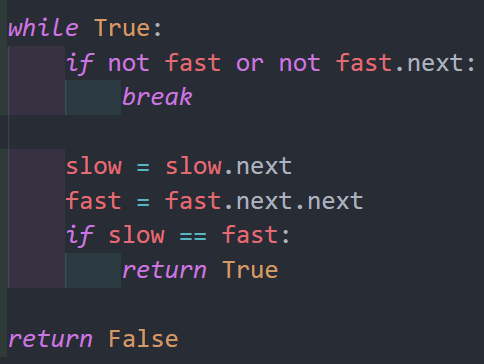 while True:
    if not fast or not fast.next:
        break

    slow = slow.next
    fast = fast.next.next
    if slow == fast:
        return True

return False